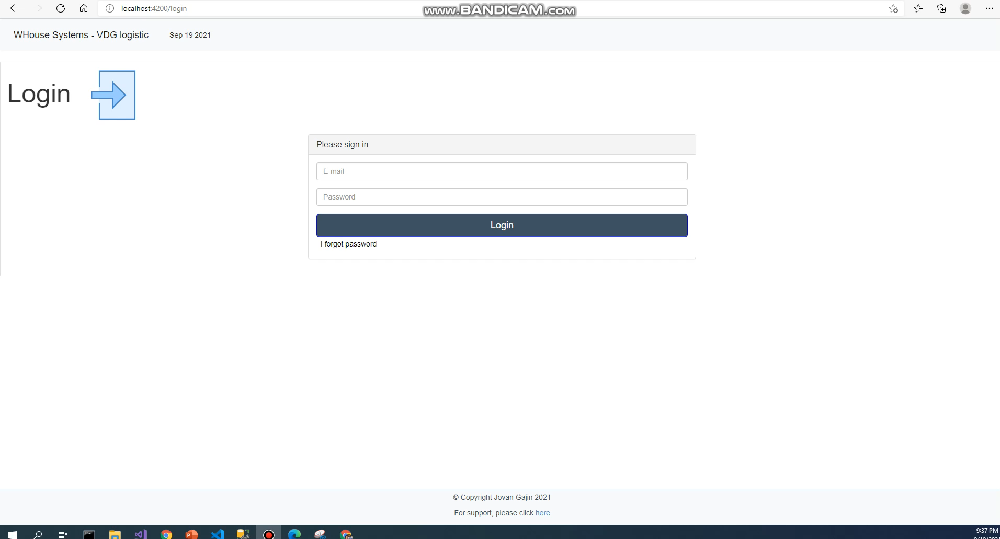 localhost:4200/login
www.BANDICAM.com
WHouse Systems - VDG logistic
Sep 19 2021
Login
Please sign in
E-mail
Password
Login
I forgot password
© Copyright Jovan Gajin 2021
For support, please click here
9:37 PM